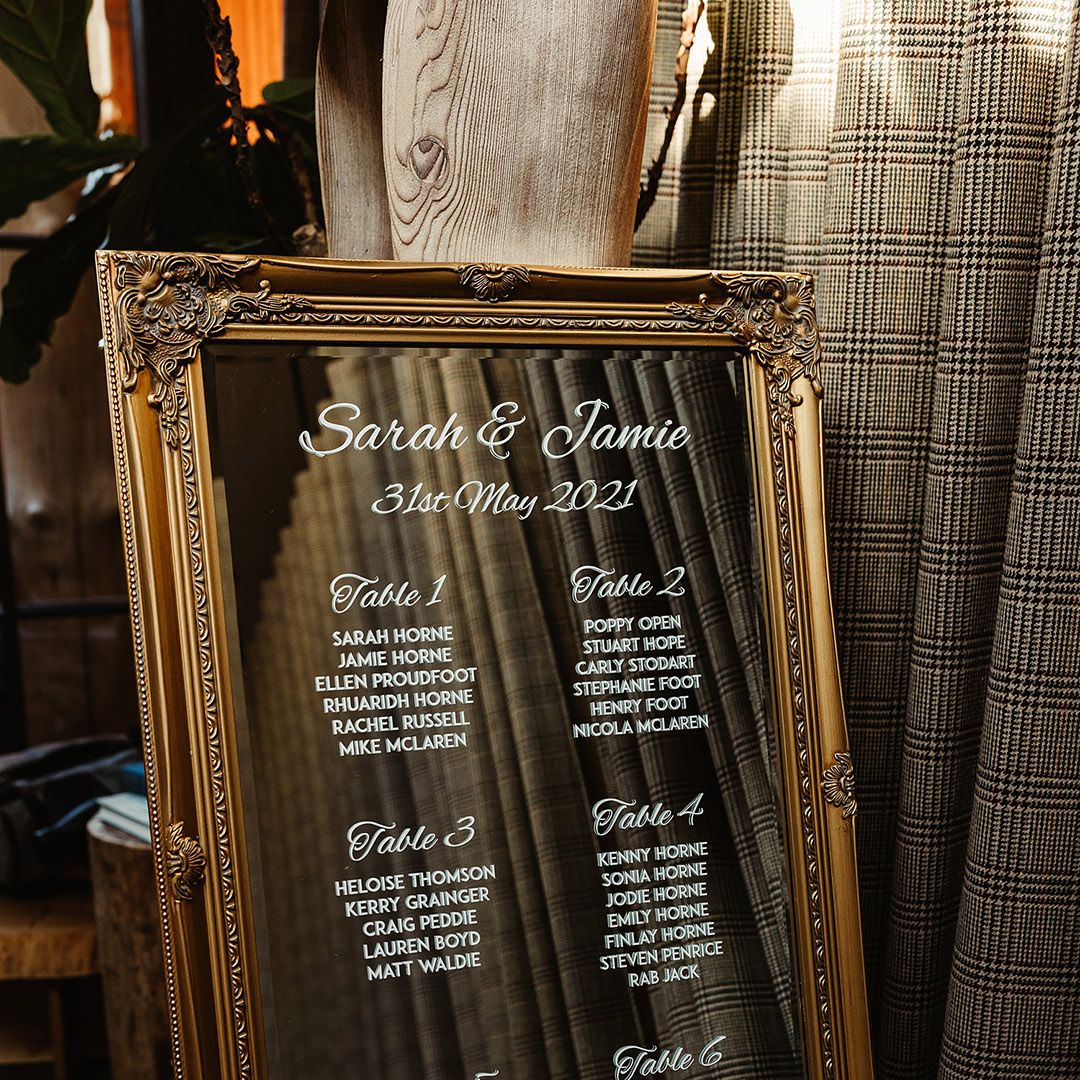 Sarah & Jamie
31st May 2021
Table 1
SARAH HORNE
JAMIE HORNE
ELLEN PROUDFOOT
RHUARIDH HORNE
RACHEL RUSSELL
MIKE MCLAREN
Table 2
POPPY OPEN
STUART HOPE
CARLY STODART
STEPHANIE FOOT
HENRY FOOT
NICOLA MCLAREN
Table 3
HELOISE THOMSON
KERRY GRAINGER
CRAIG PEDDIE
LAUREN BOYD
MATT WALDIE
Table 4
KENNY HORNE
SONIA HORNE
JODIE HORNE
EMILY HORNE
FINLAY HORNE
STEVEN PENRICE
RAB JACK
Table 6